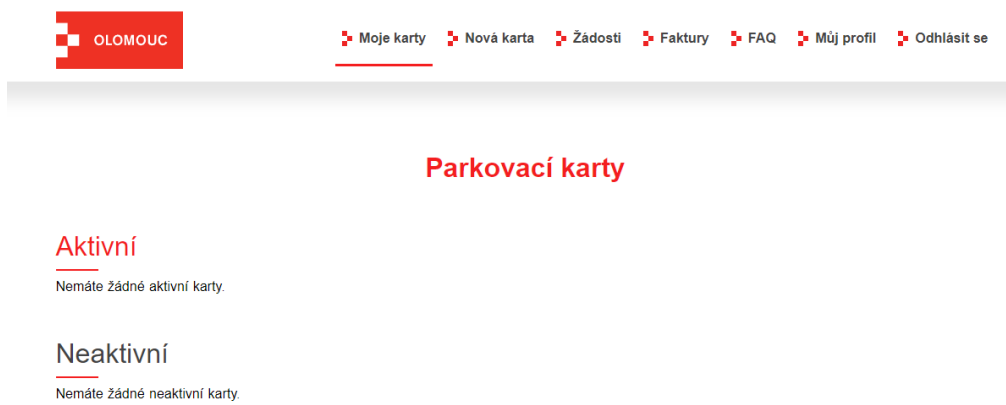 OLOMOUC
Moje karty Nová karta Žádosti Faktury FAQ Můj profil Odhlásit se
Parkovací karty
Aktivní
Nemáte žádné aktivní karty.
Neaktivní
Nemáte žádné neaktivní karty.